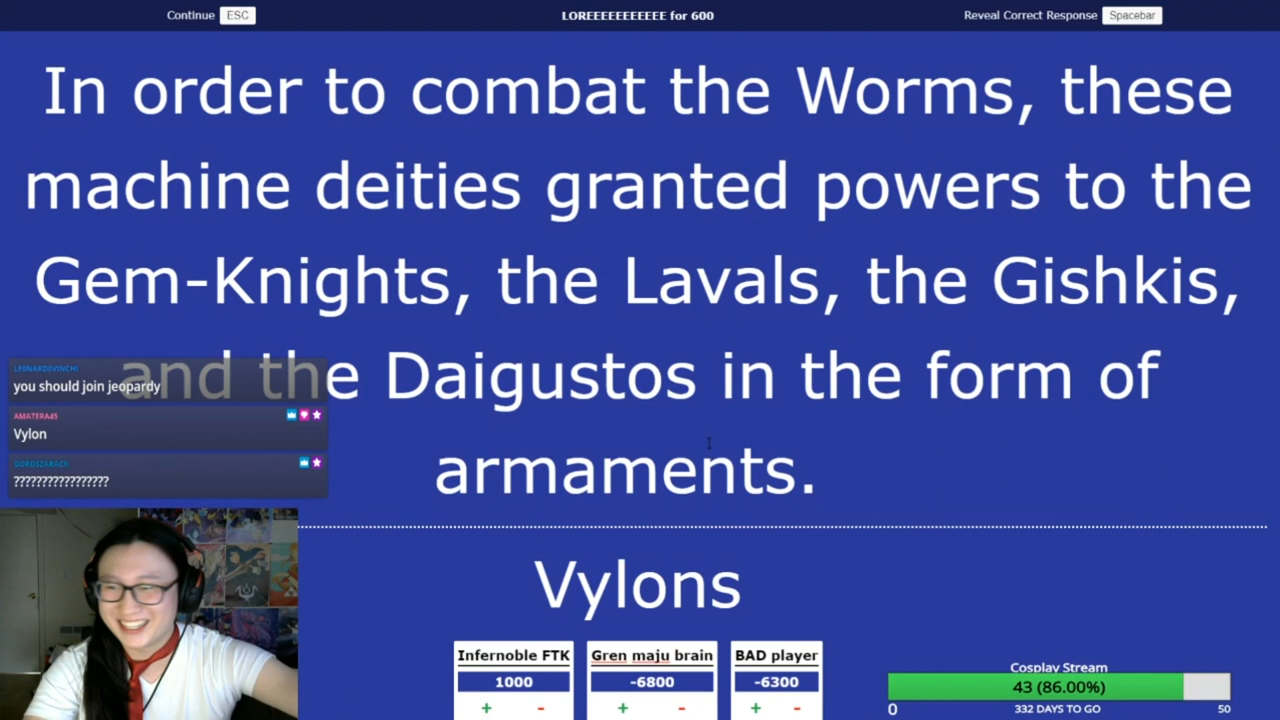 Continue ESC
LOREEEEEEEEEEE for 600
Reveal Correct Response Spacebar
In order to combat the Worms, these
machine deities granted powers to the
Gem-Knights, the Lavals, the Gishkis,
and the Daigustos in the form of
armaments.
LE0NARD0VINCHI
you should join jeopardy
AMATERA45
Vylon
GORDSZARACH
?????????????????
Vylons
Infernoble FTK
1000
+ -
Gren maju brain
-6800
+ -
BAD player
-6300
+ -
Cosplay Stream
43 (86.00%)
0 332 DAYS TO GO 50